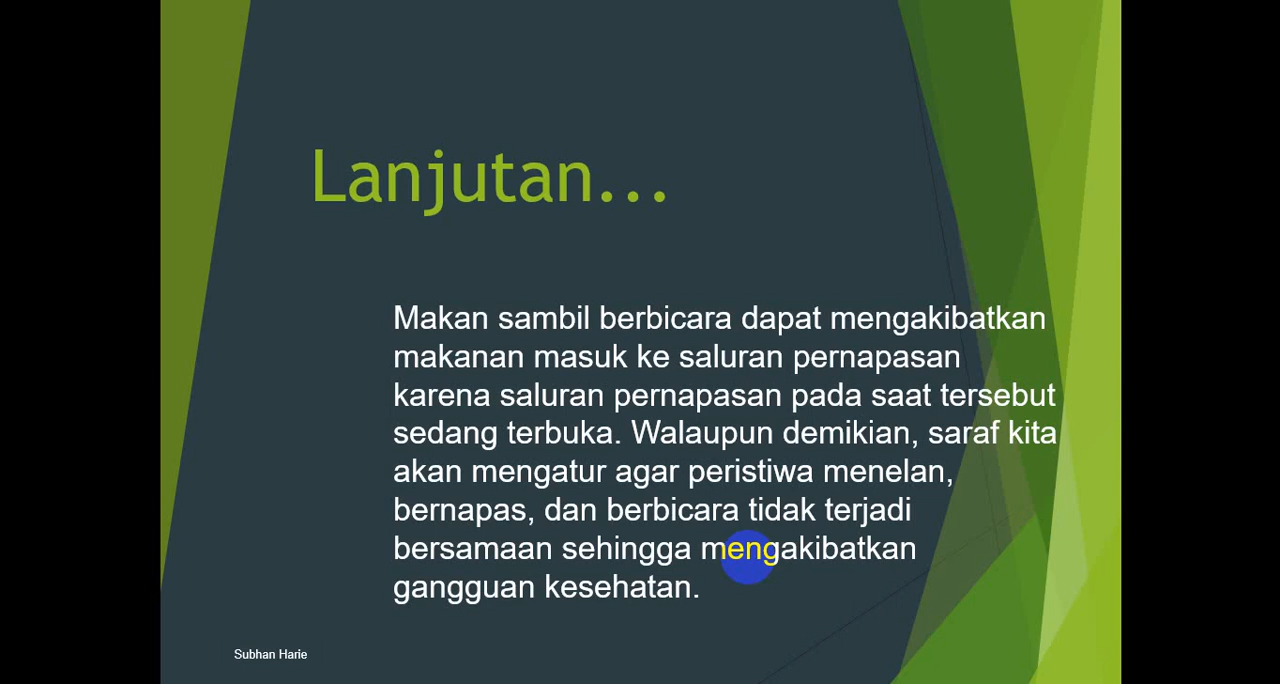 Lanjutan...
Makan sambil berbicara dapat mengakibatkan
makanan masuk ke saluran pernapasan
karena saluran pernapasan pada saat tersebut
sedang terbuka. Walaupun demikian, saraf kita
akan mengatur agar peristiwa menelan,
bernapas, dan berbicara tidak terjadi
bersamaan sehingga mengakibatkan
gangguan kesehatan.
Subhan Harie